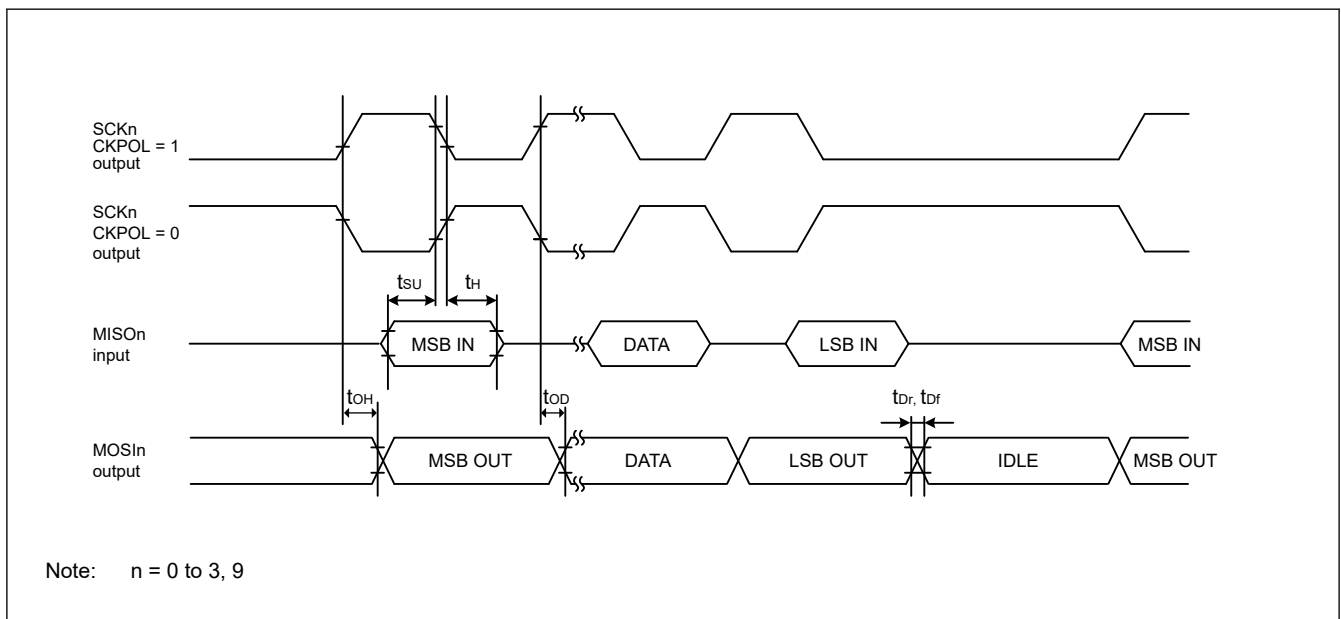 SCKn
CKPOL = 1
output
SCKn
CKPOL = 0
output
tSU
tH
MISOn
input
MSB IN
DATA
LSB IN
MSB IN
tOH
tOD
tDr, tDf
MOSIn
output
MSB OUT
DATA
LSB OUT
IDLE
MSB OUT
Note: n = 0 to 3, 9